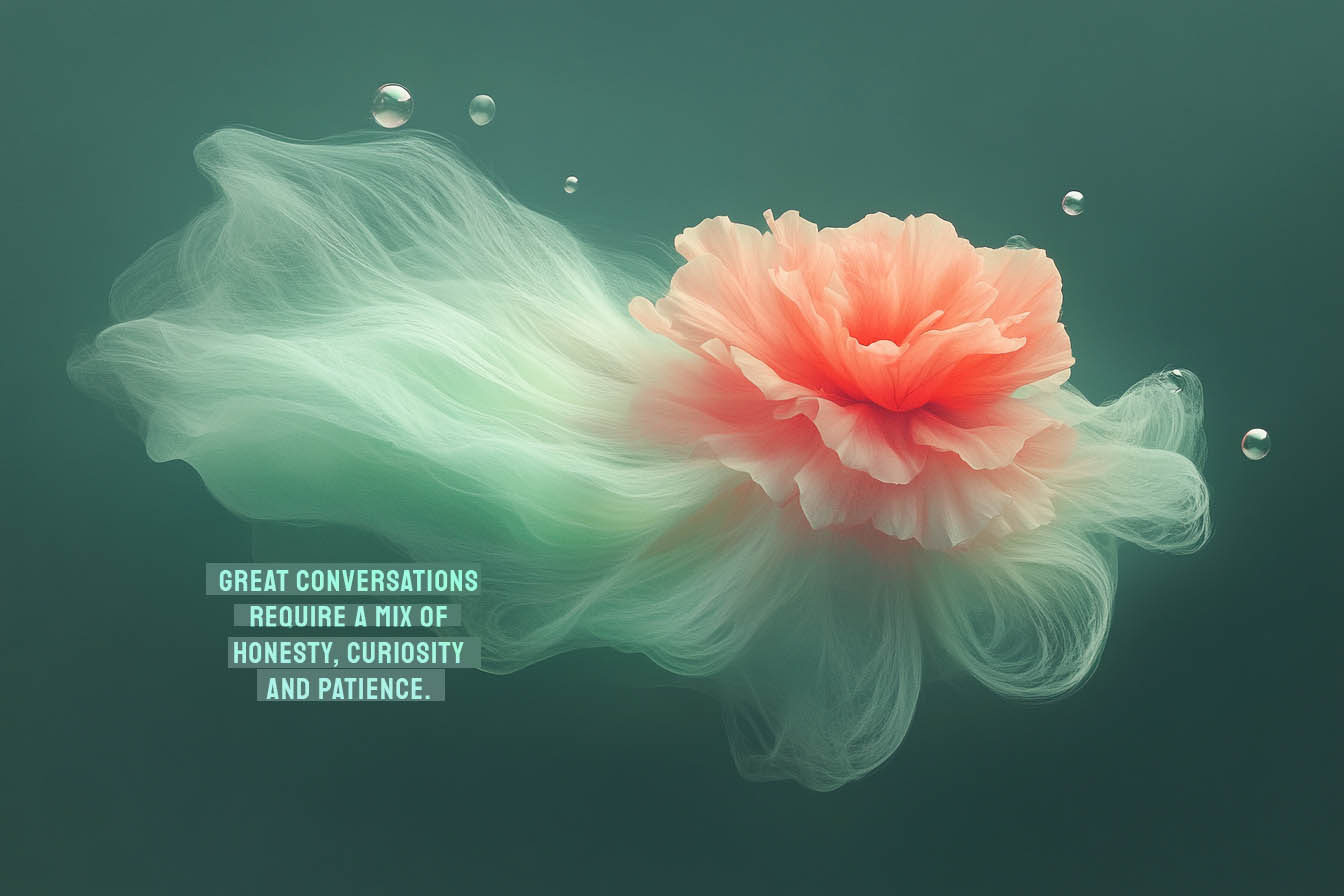 GREAT CONVERSATIONS
REQUIRE A MIX OF
HONESTY, CURIOSITY
AND PATIENCE.